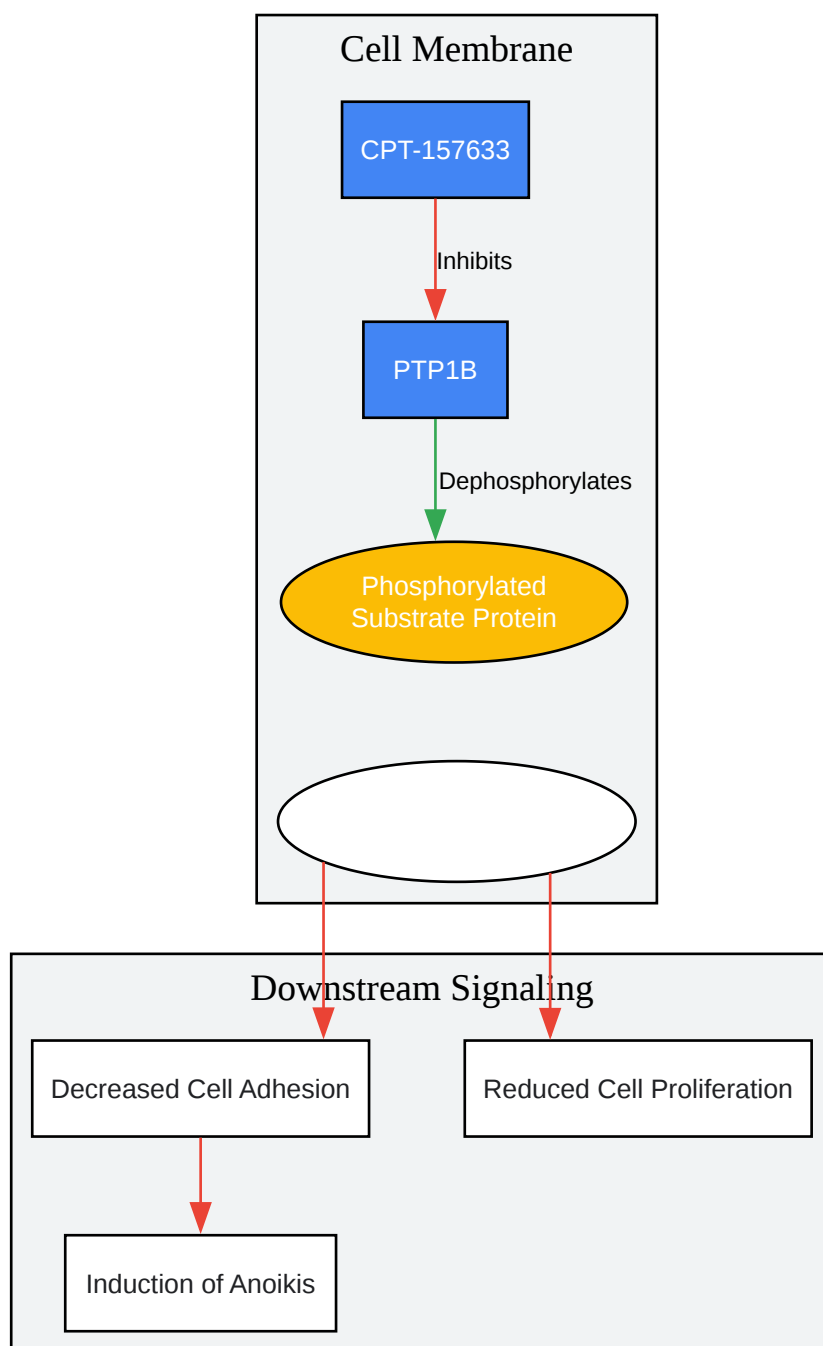 Cell Membrane
CPT-157633
Inhibits
PTP1B
Dephosphorylates
Phosphorylated
Substrate Protein
Downstream Signaling
Decreased Cell Adhesion
Reduced Cell Proliferation
Induction of Anoikis